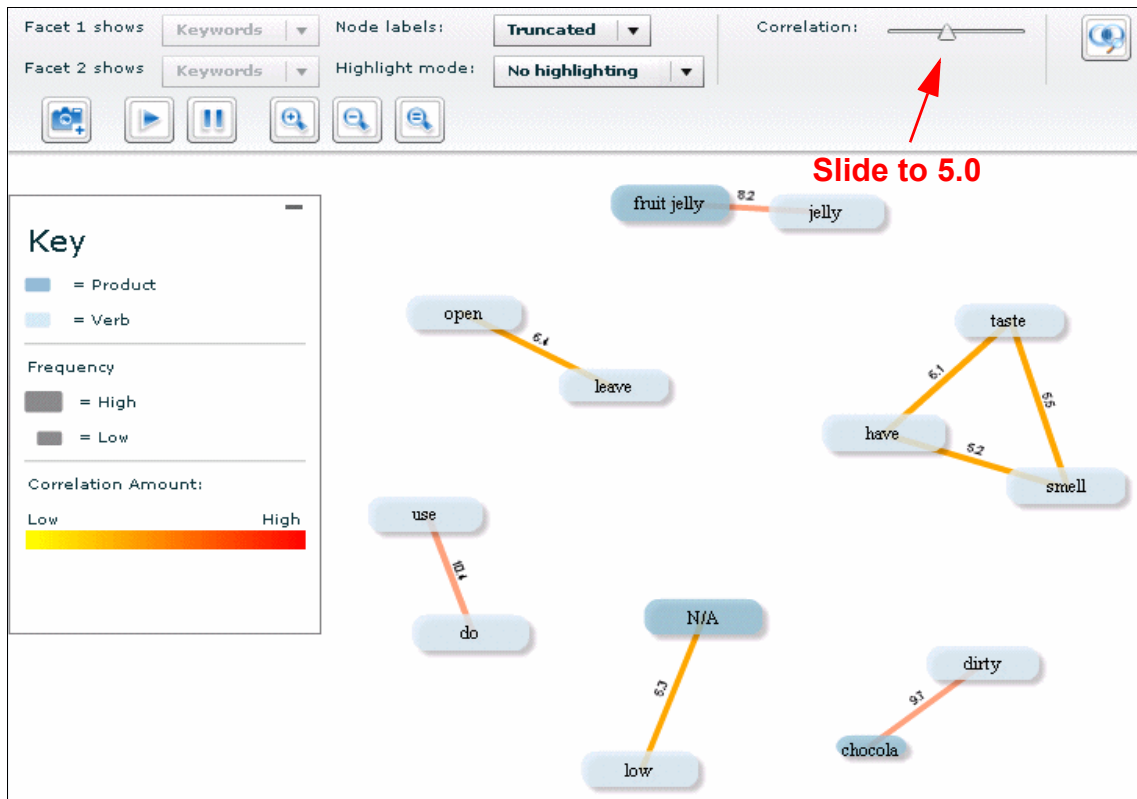 Facet 1 shows Keywords Node labels: Truncated Correlation:
Facet 2 shows Keywords Highlight mode: No highlighting
Slide to 5.0
fruit jelly 8.2 jelly
Key
= Product
= Verb
Frequency
= High
= Low
Correlation Amount:
Low High
open 6.4 leave
taste
6.1 5.5
have 5.2 smell
use
10.4
do
N/A
6.3
low
dirty
9.7
chocola